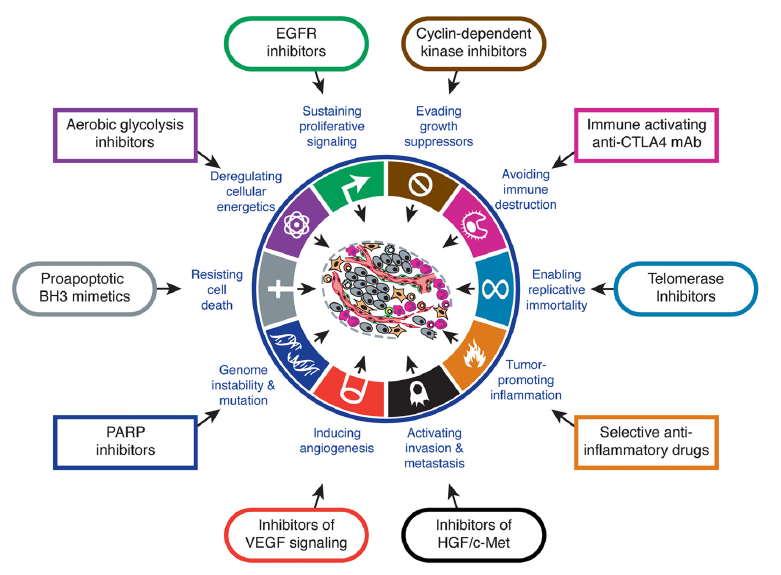 EGFR
inhibitors
Cyclin-dependent
kinase inhibitors
Sustaining
proliferative
signaling
Evading
growth
suppressors
Aerobic glycolysis
inhibitors
Immune activating
anti-CTLA4 mAb
Deregulating
cellular
energetics
Avoiding
immune
destruction
Proapoptotic
BH3 mimetics
Resisting
cell
death
Enabling
replicative
immortality
Telomerase
Inhibitors
Genome
instability &
mutation
Tumor-
promoting
inflammation
PARP
inhibitors
Inducing
angiogenesis
Activating
invasion &
metastasis
Selective anti-
inflammatory drugs
Inhibitors of
VEGF signaling
Inhibitors of
HGF/c-Met